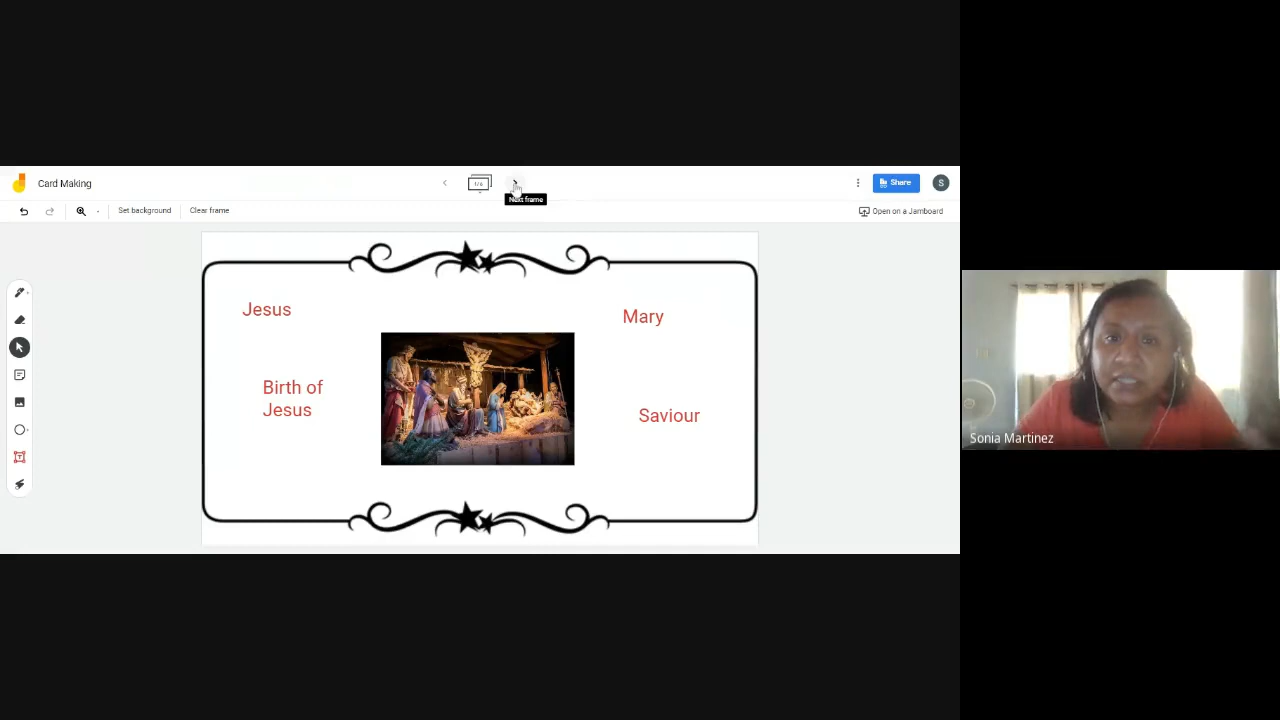 Card Making
Share
S
Next frame
Set background
Clear frame
Open on a Jamboard
Jesus
Mary
Birth of
Jesus
Saviour
Sonia Martinez